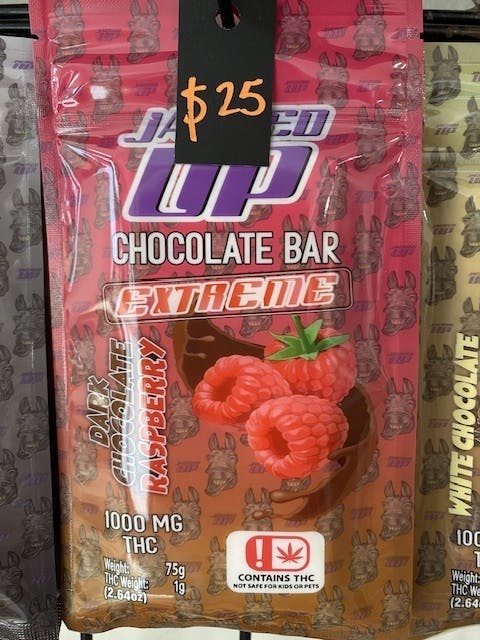 $25
UP
CHOCOLATE BAR
EXTREME
DARK
CHOCOLATE
RASPBERRY
1000 MG
THC
Weight: 75g
THC Weight: 1g
(2.64oz)
CONTAINS THC
NOT SAFE FOR KIDS OR PETS
WHITE CHOCOLATE